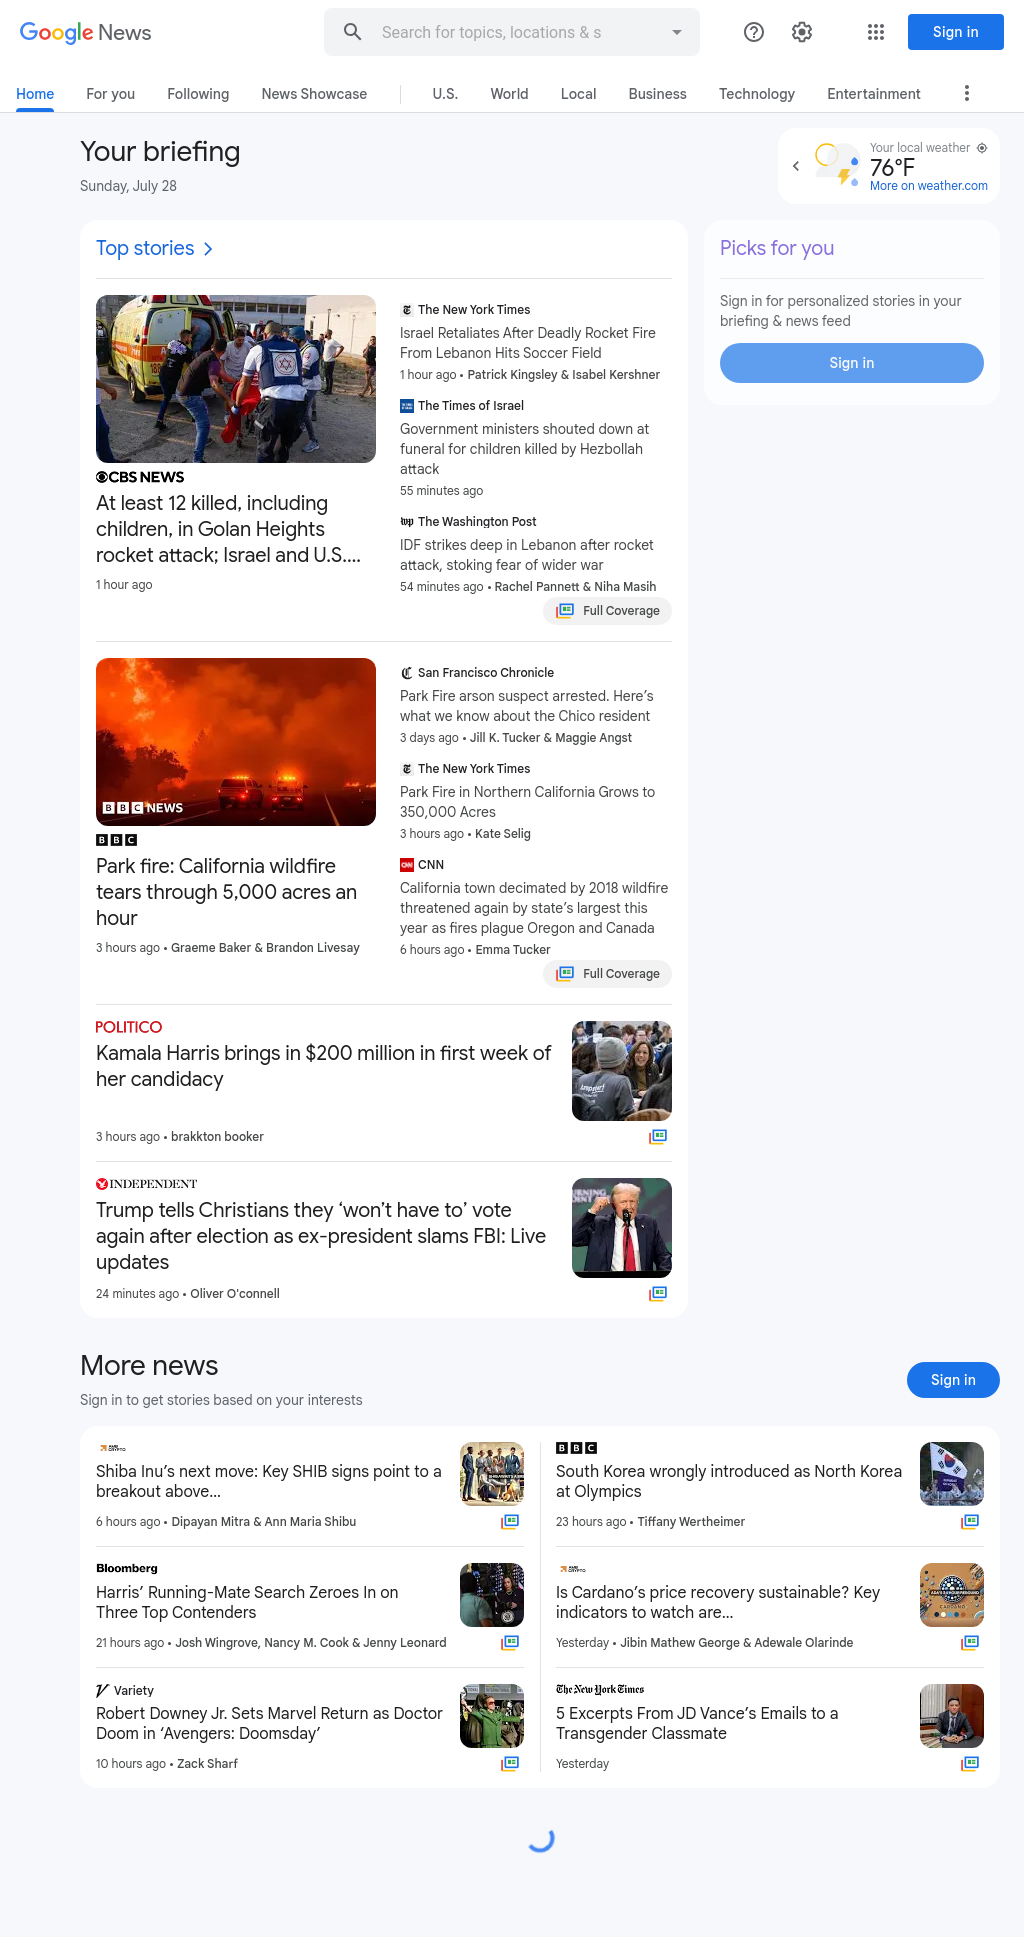 Google News
Search for topics, locations & s
Sign in
Home
For you
Following
News Showcase
U.S.
World
Local
Business
Technology
Entertainment
Your briefing
Sunday, July 28
Your local weather
76°F
More on weather.com
Top stories
CBS NEWS
At least 12 killed, including
children, in Golan Heights
rocket attack; Israel and U.S....
1 hour ago
The New York Times
Israel Retaliates After Deadly Rocket Fire
From Lebanon Hits Soccer Field
1 hour ago • Patrick Kingsley & Isabel Kershner
The Times of Israel
Government ministers shouted down at
funeral for children killed by Hezbollah
attack
55 minutes ago
The Washington Post
IDF strikes deep in Lebanon after rocket
attack, stoking fear of wider war
54 minutes ago • Rachel Pannett & Niha Masih
Full Coverage
Picks for you
Sign in for personalized stories in your
briefing & news feed
Sign in
BBC NEWS
BBC
Park fire: California wildfire
tears through 5,000 acres an
hour
3 hours ago • Graeme Baker & Brandon Livesay
San Francisco Chronicle
Park Fire arson suspect arrested. Here’s
what we know about the Chico resident
3 days ago • Jill K. Tucker & Maggie Angst
The New York Times
Park Fire in Northern California Grows to
350,000 Acres
3 hours ago • Kate Selig
CNN
CNN
California town decimated by 2018 wildfire
threatened again by state’s largest this
year as fires plague Oregon and Canada
6 hours ago • Emma Tucker
Full Coverage
POLITICO
Kamala Harris brings in $200 million in first week of
her candidacy
3 hours ago • brakkton booker
INDEPENDENT
Trump tells Christians they ‘won’t have to’ vote
again after election as ex-president slams FBI: Live
updates
24 minutes ago • Oliver O'connell
More news
Sign in to get stories based on your interests
Sign in
AMB
CRYPTO
Shiba Inu’s next move: Key SHIB signs point to a
breakout above...
6 hours ago • Dipayan Mitra & Ann Maria Shibu
BBC
South Korea wrongly introduced as North Korea
at Olympics
23 hours ago • Tiffany Wertheimer
Bloomberg
Harris’ Running-Mate Search Zeroes In on
Three Top Contenders
21 hours ago • Josh Wingrove, Nancy M. Cook & Jenny Leonard
AMB
CRYPTO
Is Cardano’s price recovery sustainable? Key
indicators to watch are...
Yesterday • Jibin Mathew George & Adewale Olarinde
CARDANO
Variety
Robert Downey Jr. Sets Marvel Return as Doctor
Doom in ‘Avengers: Doomsday’
10 hours ago • Zack Sharf
The New York Times
5 Excerpts From JD Vance’s Emails to a
Transgender Classmate
Yesterday